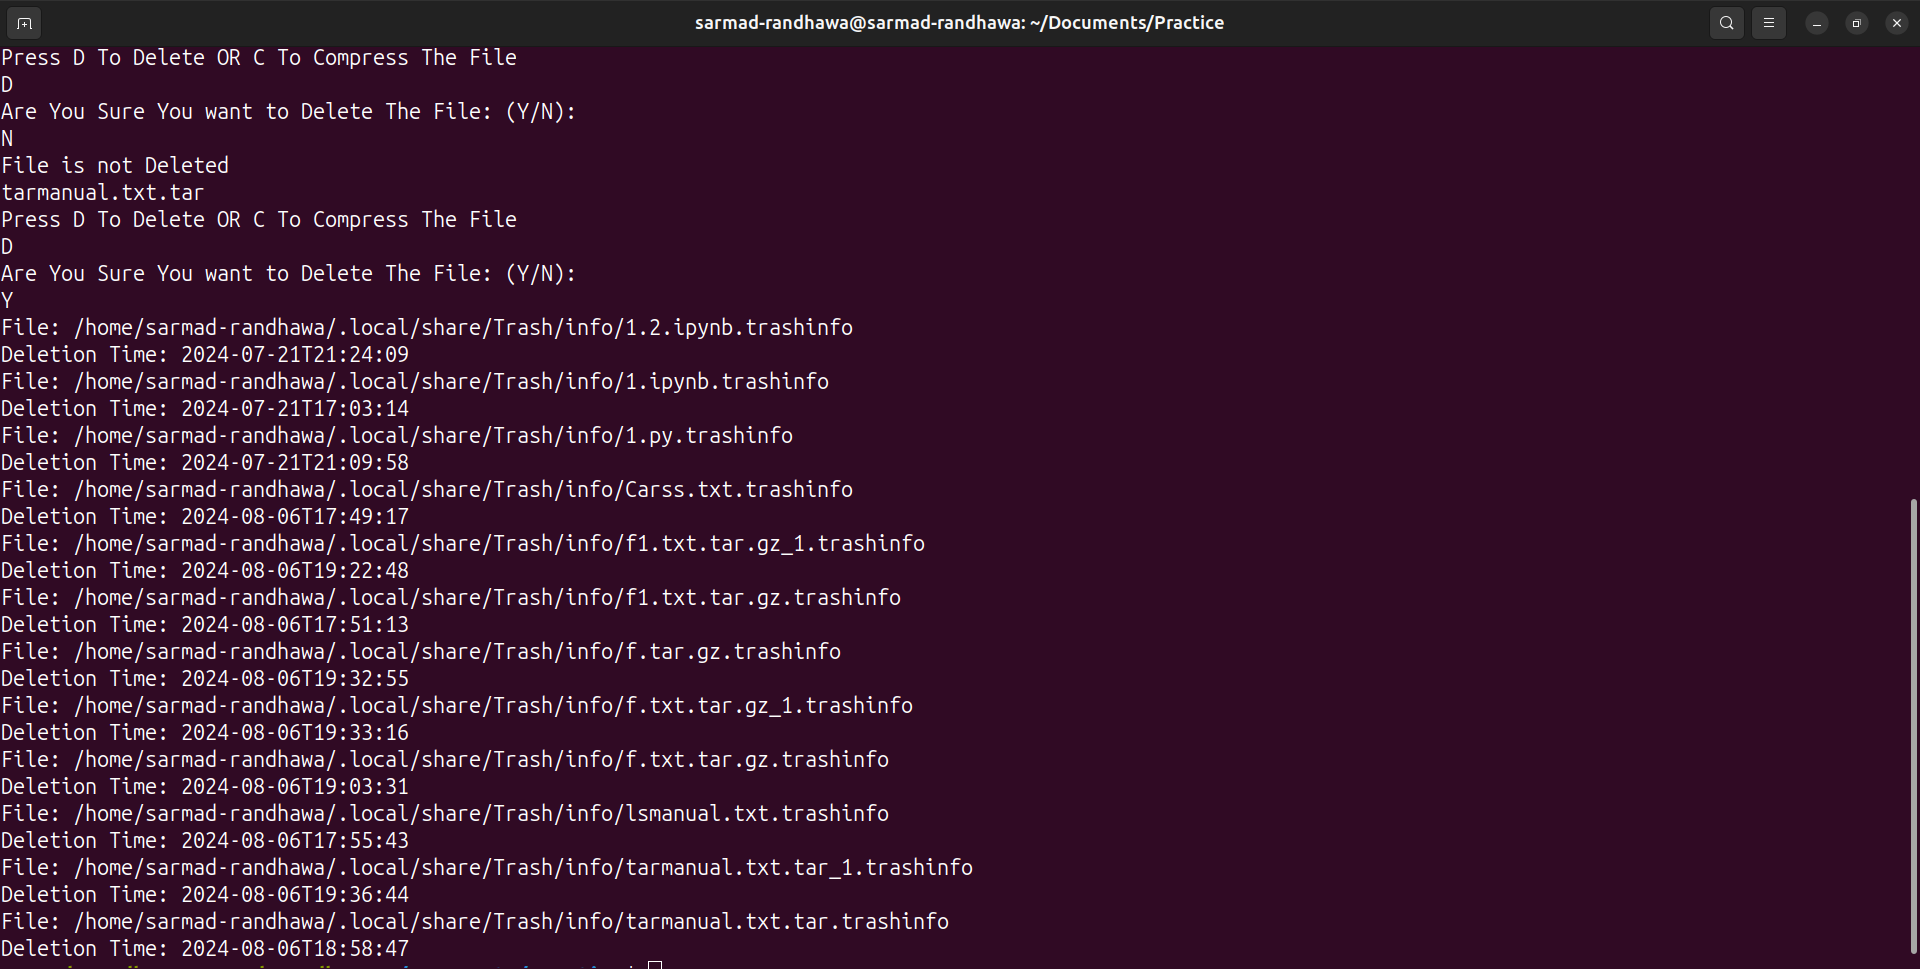 sarmad-randhawa@sarmad-randhawa: ~/Documents/Practice
Press D To Delete OR C To Compress The File
D
Are You Sure You want to Delete The File: (Y/N):
N
File is not Deleted
tarmanual.txt.tar
Press D To Delete OR C To Compress The File
D
Are You Sure You want to Delete The File: (Y/N):
Y
File: /home/sarmad-randhawa/.local/share/Trash/info/1.2.ipynb.trashinfo
Deletion Time: 2024-07-21T21:24:09
File: /home/sarmad-randhawa/.local/share/Trash/info/1.ipynb.trashinfo
Deletion Time: 2024-07-21T17:03:14
File: /home/sarmad-randhawa/.local/share/Trash/info/1.py.trashinfo
Deletion Time: 2024-07-21T21:09:58
File: /home/sarmad-randhawa/.local/share/Trash/info/Carss.txt.trashinfo
Deletion Time: 2024-08-06T17:49:17
File: /home/sarmad-randhawa/.local/share/Trash/info/f1.txt.tar.gz_1.trashinfo
Deletion Time: 2024-08-06T19:22:48
File: /home/sarmad-randhawa/.local/share/Trash/info/f1.txt.tar.gz.trashinfo
Deletion Time: 2024-08-06T17:51:13
File: /home/sarmad-randhawa/.local/share/Trash/info/f.tar.gz.trashinfo
Deletion Time: 2024-08-06T19:32:55
File: /home/sarmad-randhawa/.local/share/Trash/info/f.txt.tar.gz_1.trashinfo
Deletion Time: 2024-08-06T19:33:16
File: /home/sarmad-randhawa/.local/share/Trash/info/f.txt.tar.gz.trashinfo
Deletion Time: 2024-08-06T19:03:31
File: /home/sarmad-randhawa/.local/share/Trash/info/lsmanual.txt.trashinfo
Deletion Time: 2024-08-06T17:55:43
File: /home/sarmad-randhawa/.local/share/Trash/info/tarmanual.txt.tar_1.trashinfo
Deletion Time: 2024-08-06T19:36:44
File: /home/sarmad-randhawa/.local/share/Trash/info/tarmanual.txt.tar.trashinfo
Deletion Time: 2024-08-06T18:58:47